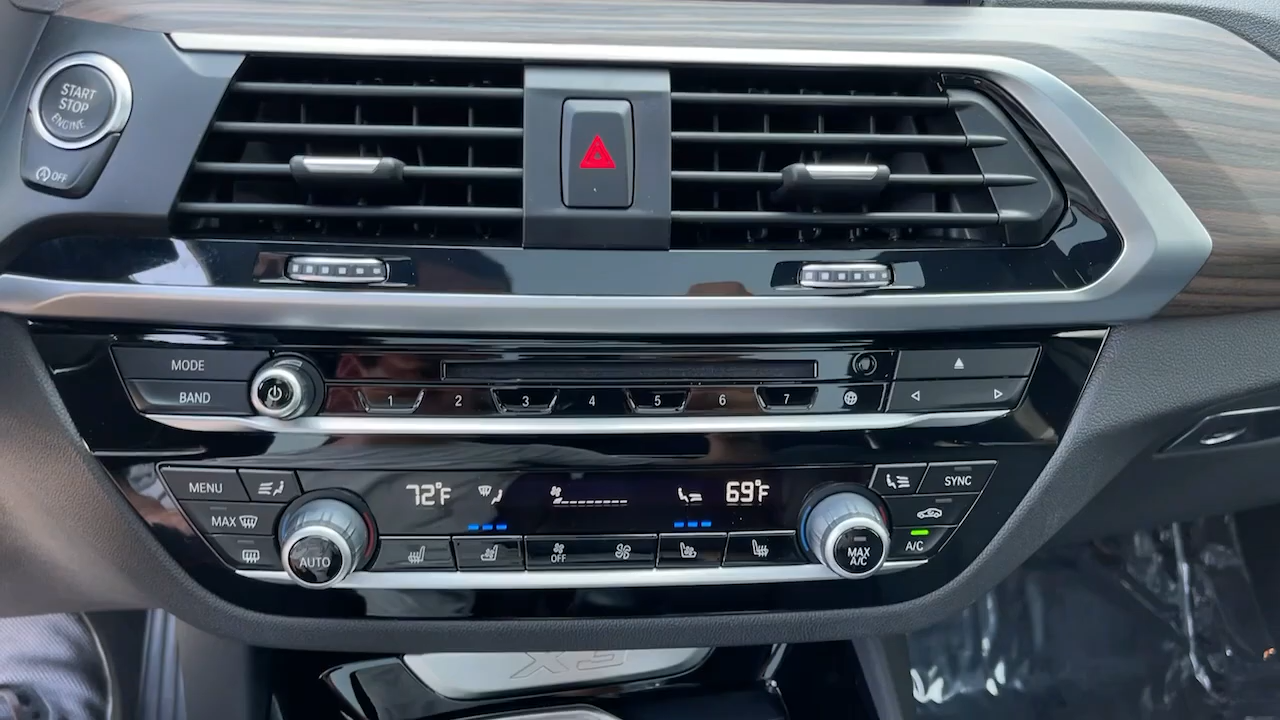 START
STOP
ENGINE
OFF
MODE
BAND
1 2 3 4 5 6 7
MENU
72°F
69°F
SYNC
MAX
AUTO
OFF
MAX
A/C
A/C
X3